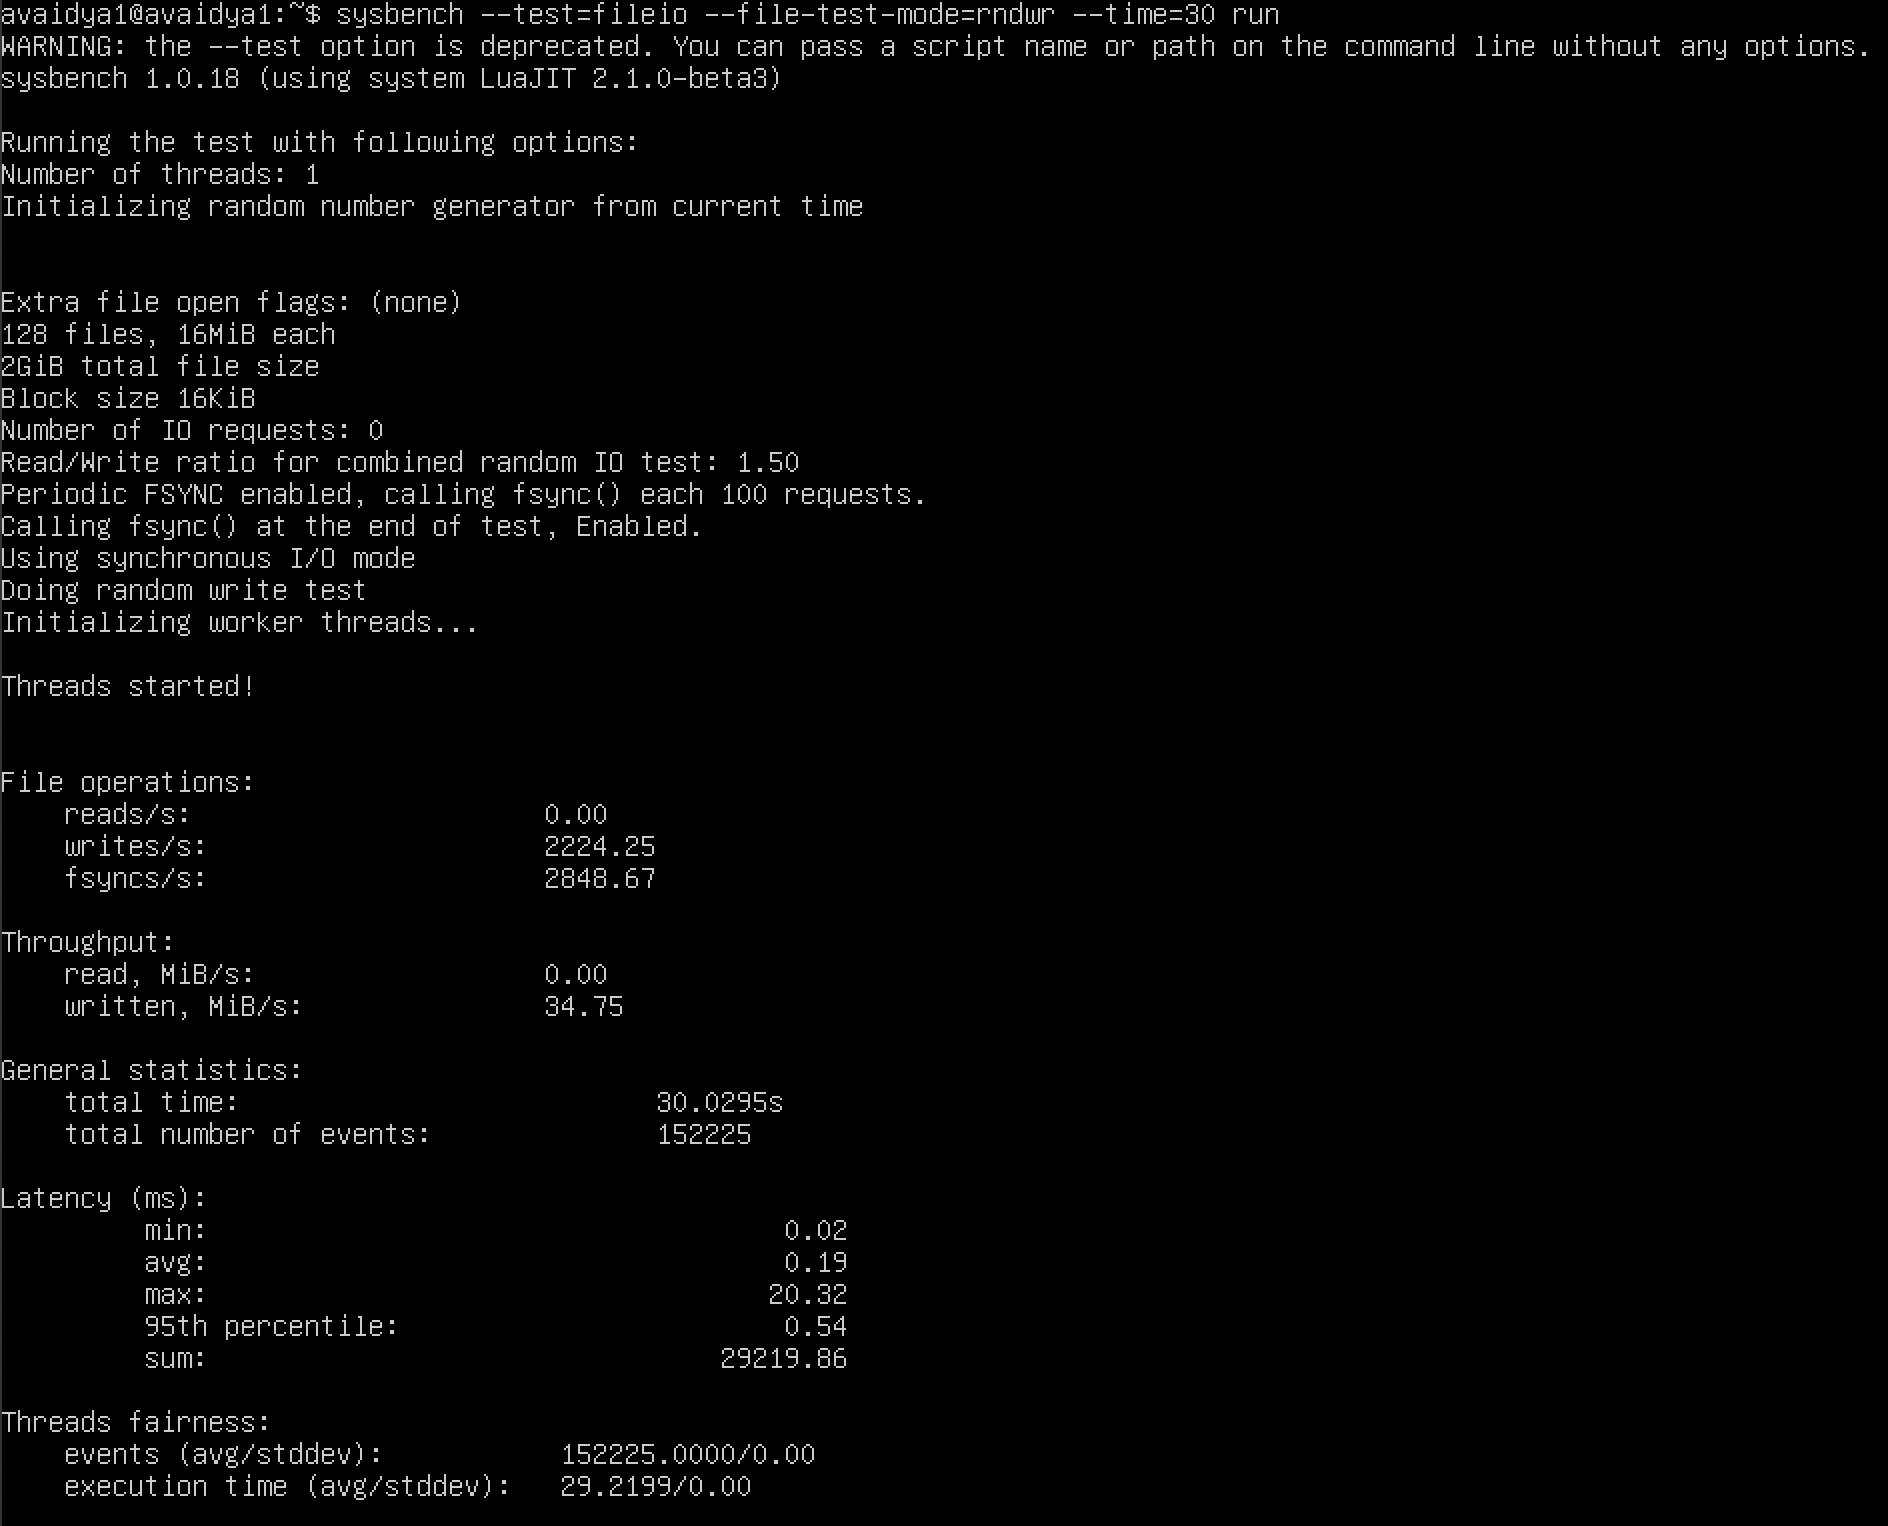 avaidya1@avaidya1:~$ sysbench --test=fileio --file-test-mode=rndwr --time=30 run
WARNING: the --test option is deprecated. You can pass a script name or path on the command line without any options.
sysbench 1.0.18 (using system LuaJIT 2.1.0-beta3)
Running the test with following options:
Number of threads: 1
Initializing random number generator from current time
Extra file open flags: (none)
128 files, 16MiB each
2GiB total file size
Block size 16KiB
Number of IO requests: 0
Read/Write ratio for combined random IO test: 1.50
Periodic FSYNC enabled, calling fsync() each 100 requests.
Calling fsync() at the end of test, Enabled.
Using synchronous I/O mode
Doing random write test
Initializing worker threads...
Threads started!
File operations:
reads/s: 0.00
writes/s: 2224.25
fsyncs/s: 2848.67
Throughput:
read, MiB/s: 0.00
written, MiB/s: 34.75
General statistics:
total time: 30.0295s
total number of events: 152225
Latency (ms):
min: 0.02
avg: 0.19
max: 20.32
95th percentile: 0.54
sum: 29219.86
Threads fairness:
events (avg/stddev): 152225.0000/0.00
execution time (avg/stddev): 29.2199/0.00